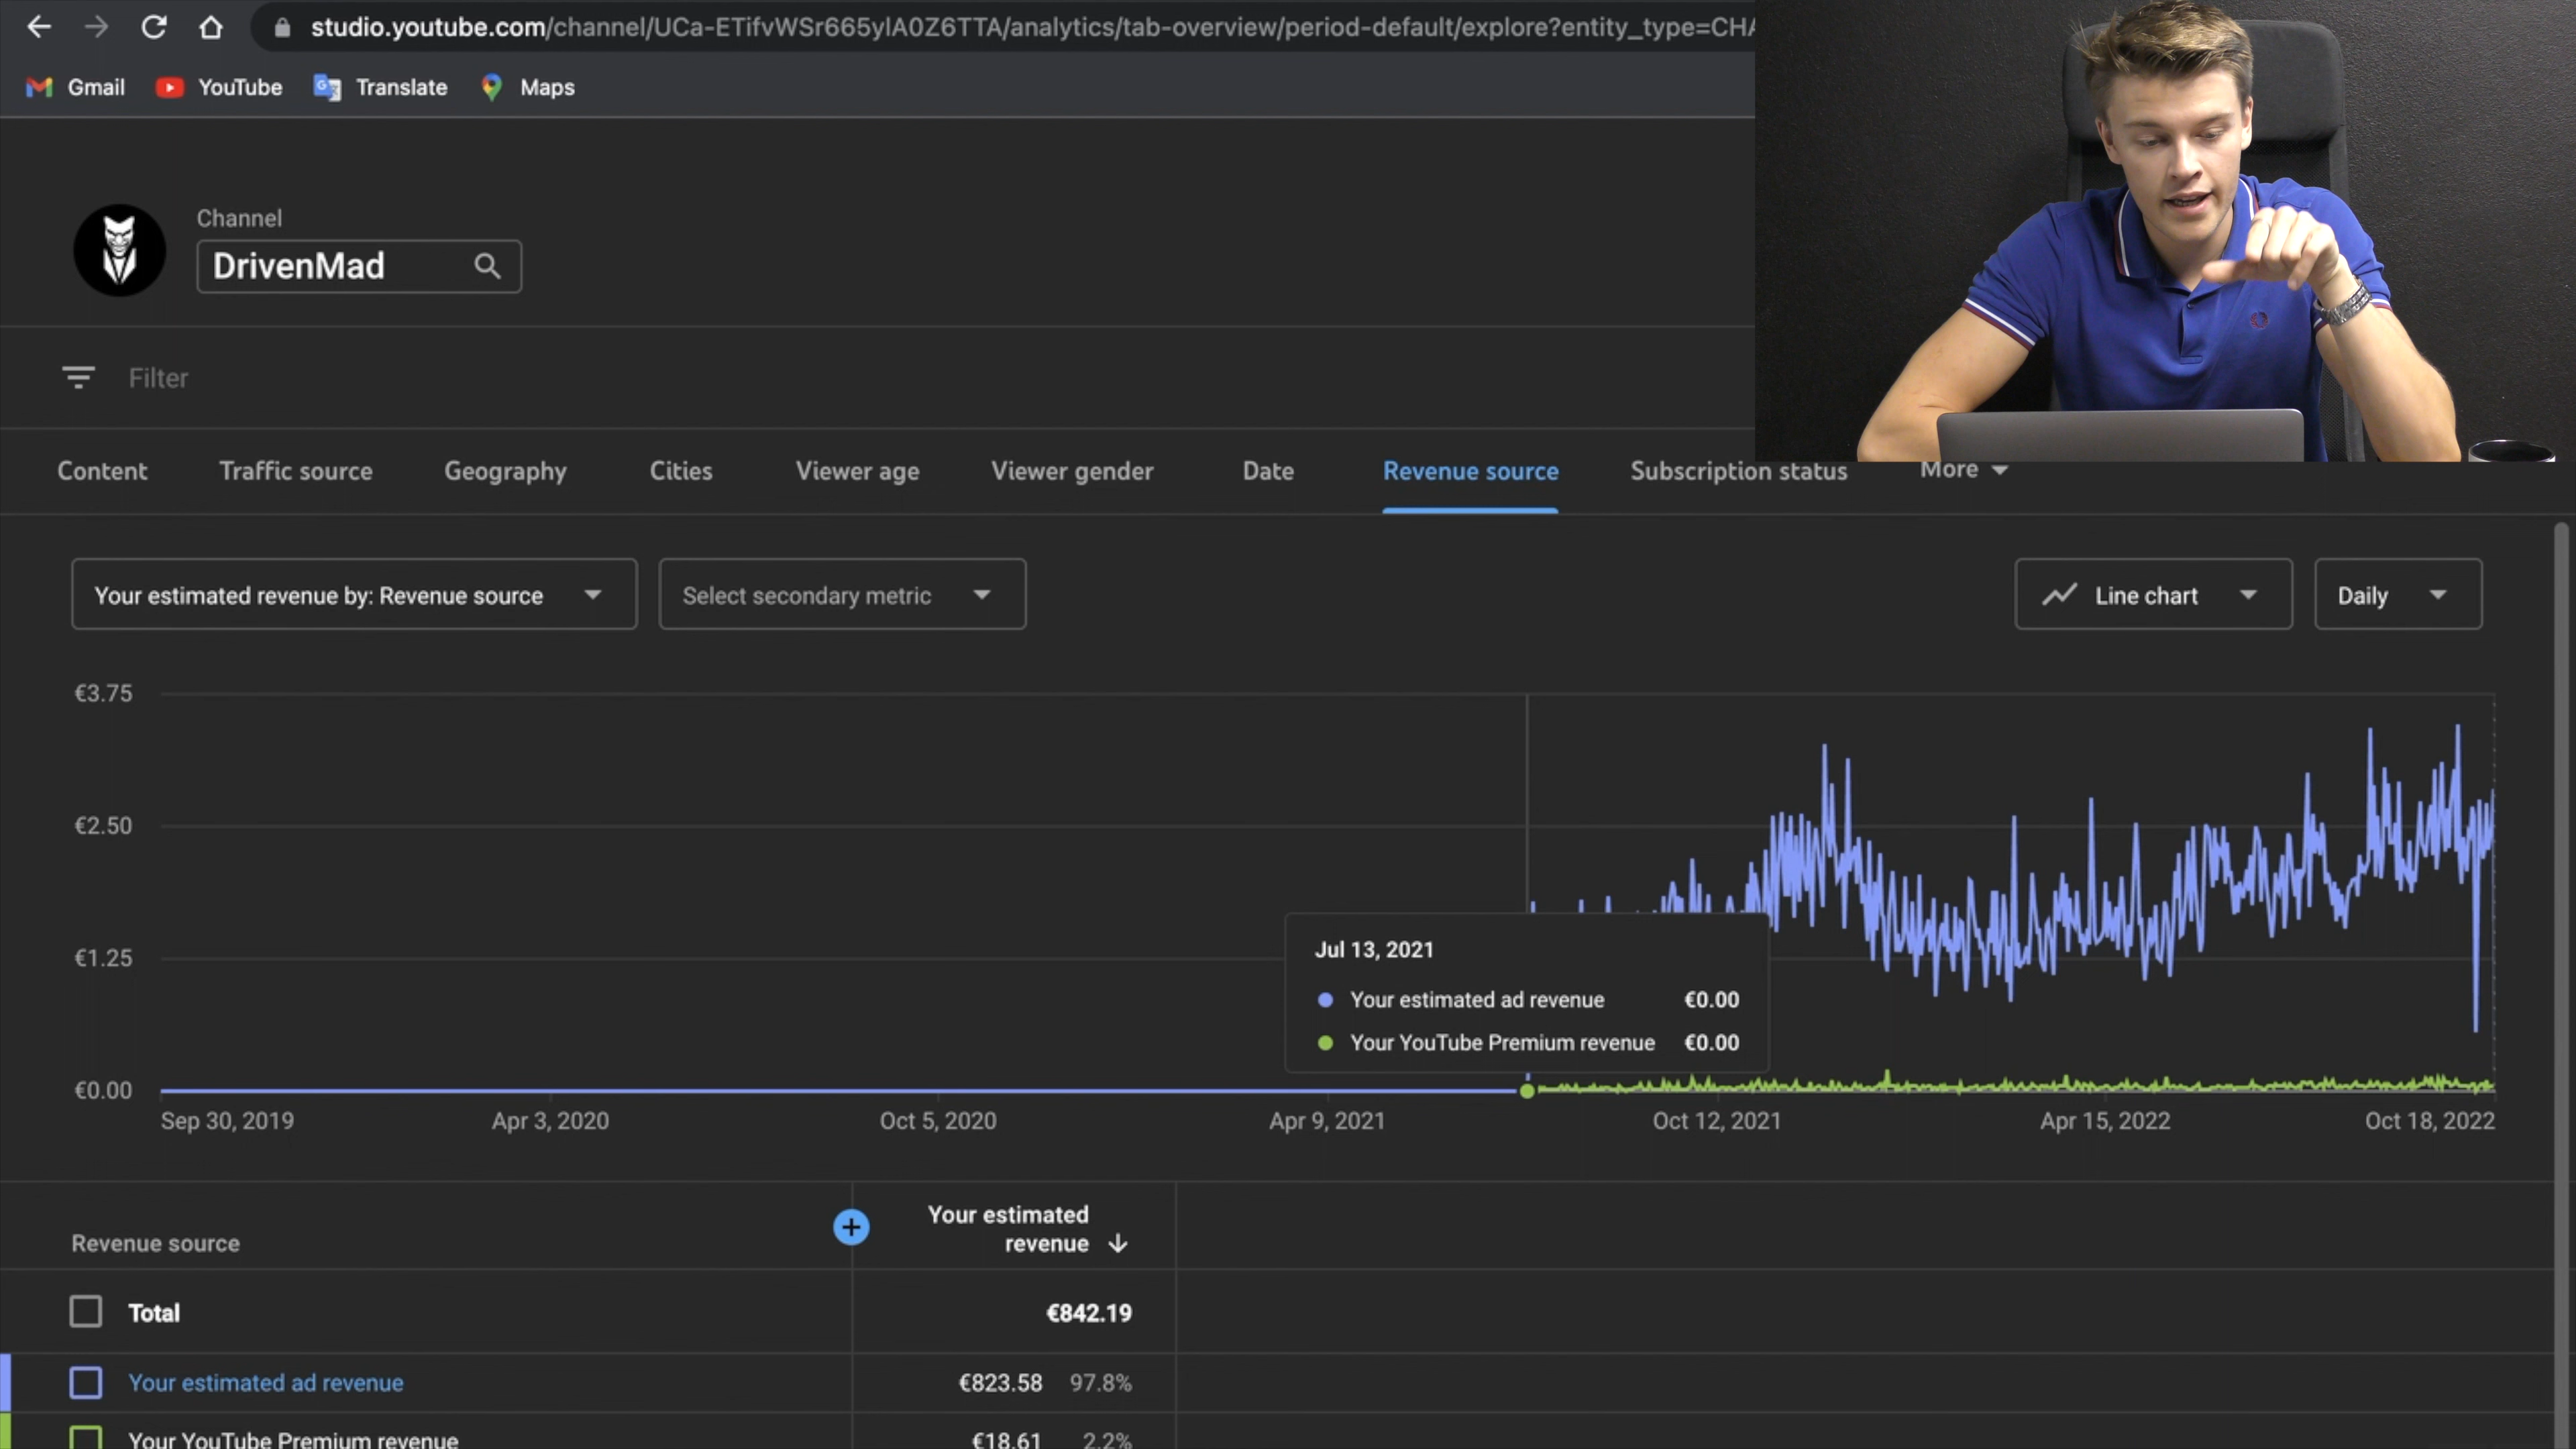 studio.youtube.com/channel/UCa-ETifvWSr665ylA0Z6TTA/analytics/tab-overview/period-default/explore?entity_type=CHA
Gmail YouTube Translate Maps
Channel
DrivenMad
Filter
Content Traffic source Geography Cities Viewer age Viewer gender Date Revenue source Subscription status More
Your estimated revenue by: Revenue source Select secondary metric Line chart Daily
€3.75
€2.50
€1.25
€0.00
Jul 13, 2021
Your estimated ad revenue €0.00
Your YouTube Premium revenue €0.00
Sep 30, 2019 Apr 3, 2020 Oct 5, 2020 Apr 9, 2021 Oct 12, 2021 Apr 15, 2022 Oct 18, 2022
Revenue source Your estimated
revenue
Total €842.19
Your estimated ad revenue €823.58 97.8%
Your YouTube Premium revenue €18.61 2.2%